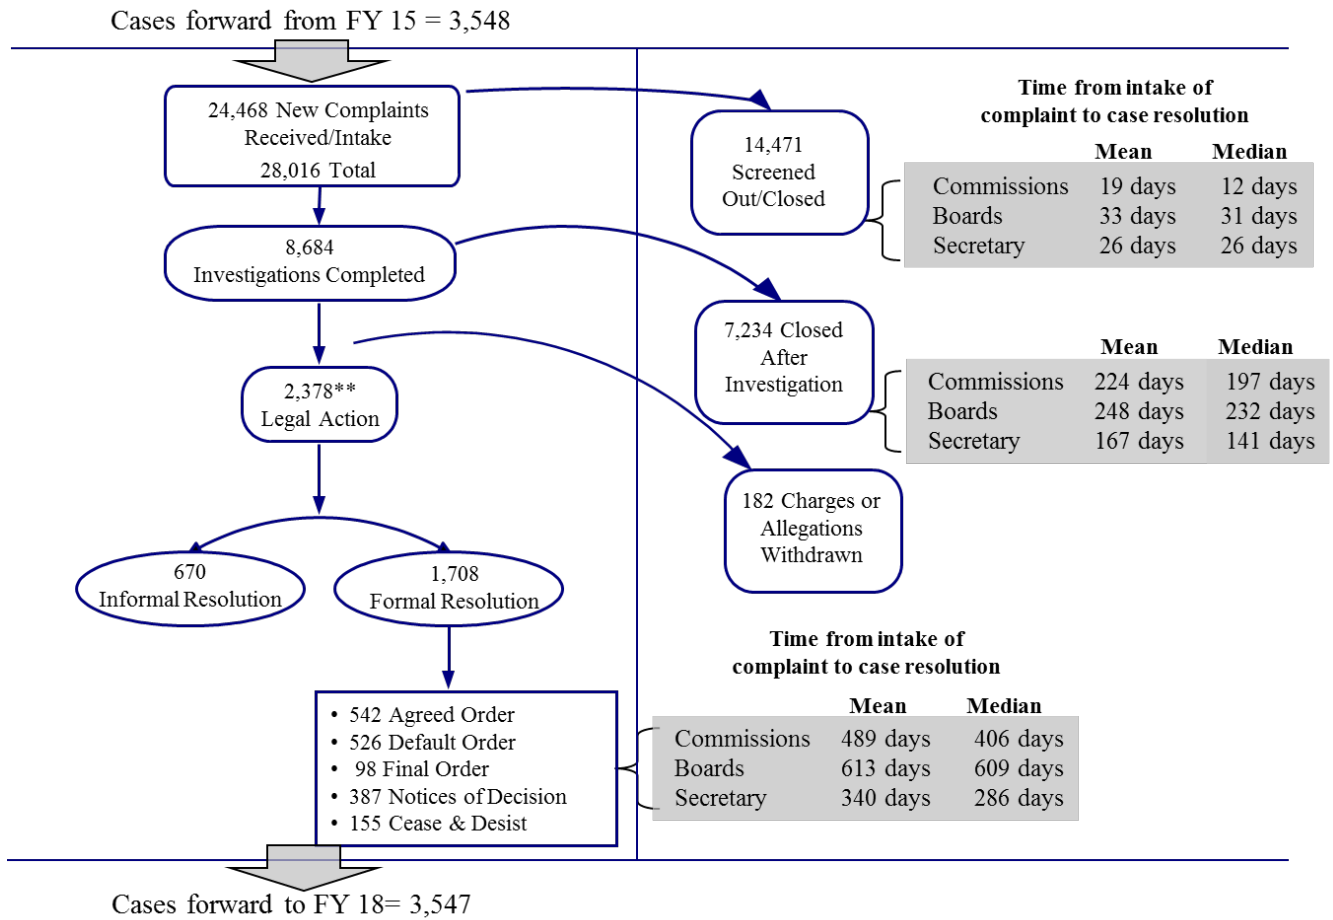 Cases forward from FY 15 = 3,548
24,468 New Complaints
Received/Intake
28,016 Total
14,471
Screened
Out/Closed
Time from intake of
complaint to case resolution
Mean Median
Commissions 19 days 12 days
Boards 33 days 31 days
Secretary 26 days 26 days
8,684
Investigations Completed
7,234 Closed
After
Investigation
Mean Median
Commissions 224 days 197 days
Boards 248 days 232 days
Secretary 167 days 141 days
2,378**
Legal Action
182 Charges or
Allegations
Withdrawn
670
Informal Resolution
1,708
Formal Resolution
Time from intake of
complaint to case resolution
Mean Median
Commissions 489 days 406 days
Boards 613 days 609 days
Secretary 340 days 286 days
• 542 Agreed Order
• 526 Default Order
• 98 Final Order
• 387 Notices of Decision
• 155 Cease & Desist
Cases forward to FY 18= 3,547